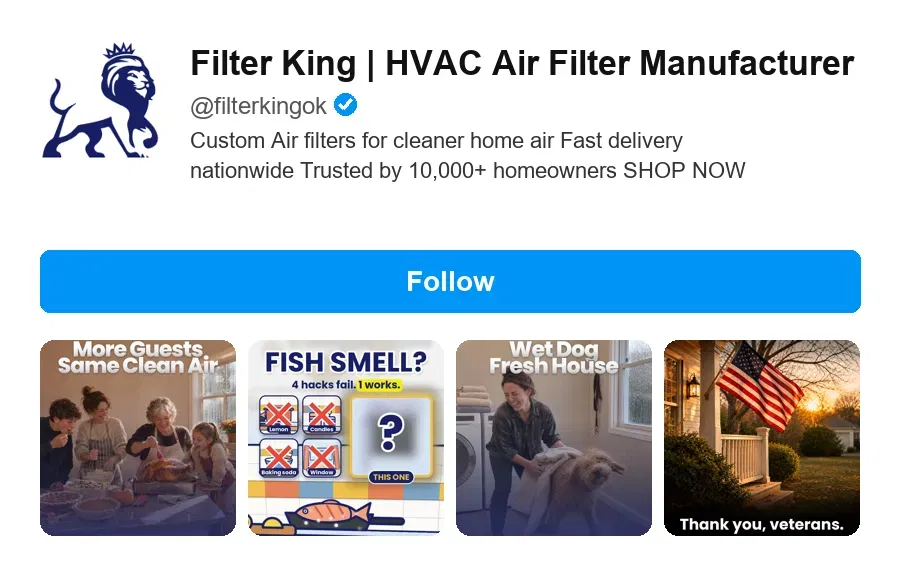 Filter King | HVAC Air Filter Manufacturer
@filterkingok
Custom Air filters for cleaner home air Fast delivery
nationwide Trusted by 10,000+ homeowners SHOP NOW
Follow
More Guests
Same Clean Air
FISH SMELL?
4 hacks fail. 1 works.
Lemon
Candles
Baking soda
Window
?
THIS ONE
Wet Dog
Fresh House
Thank you, veterans.